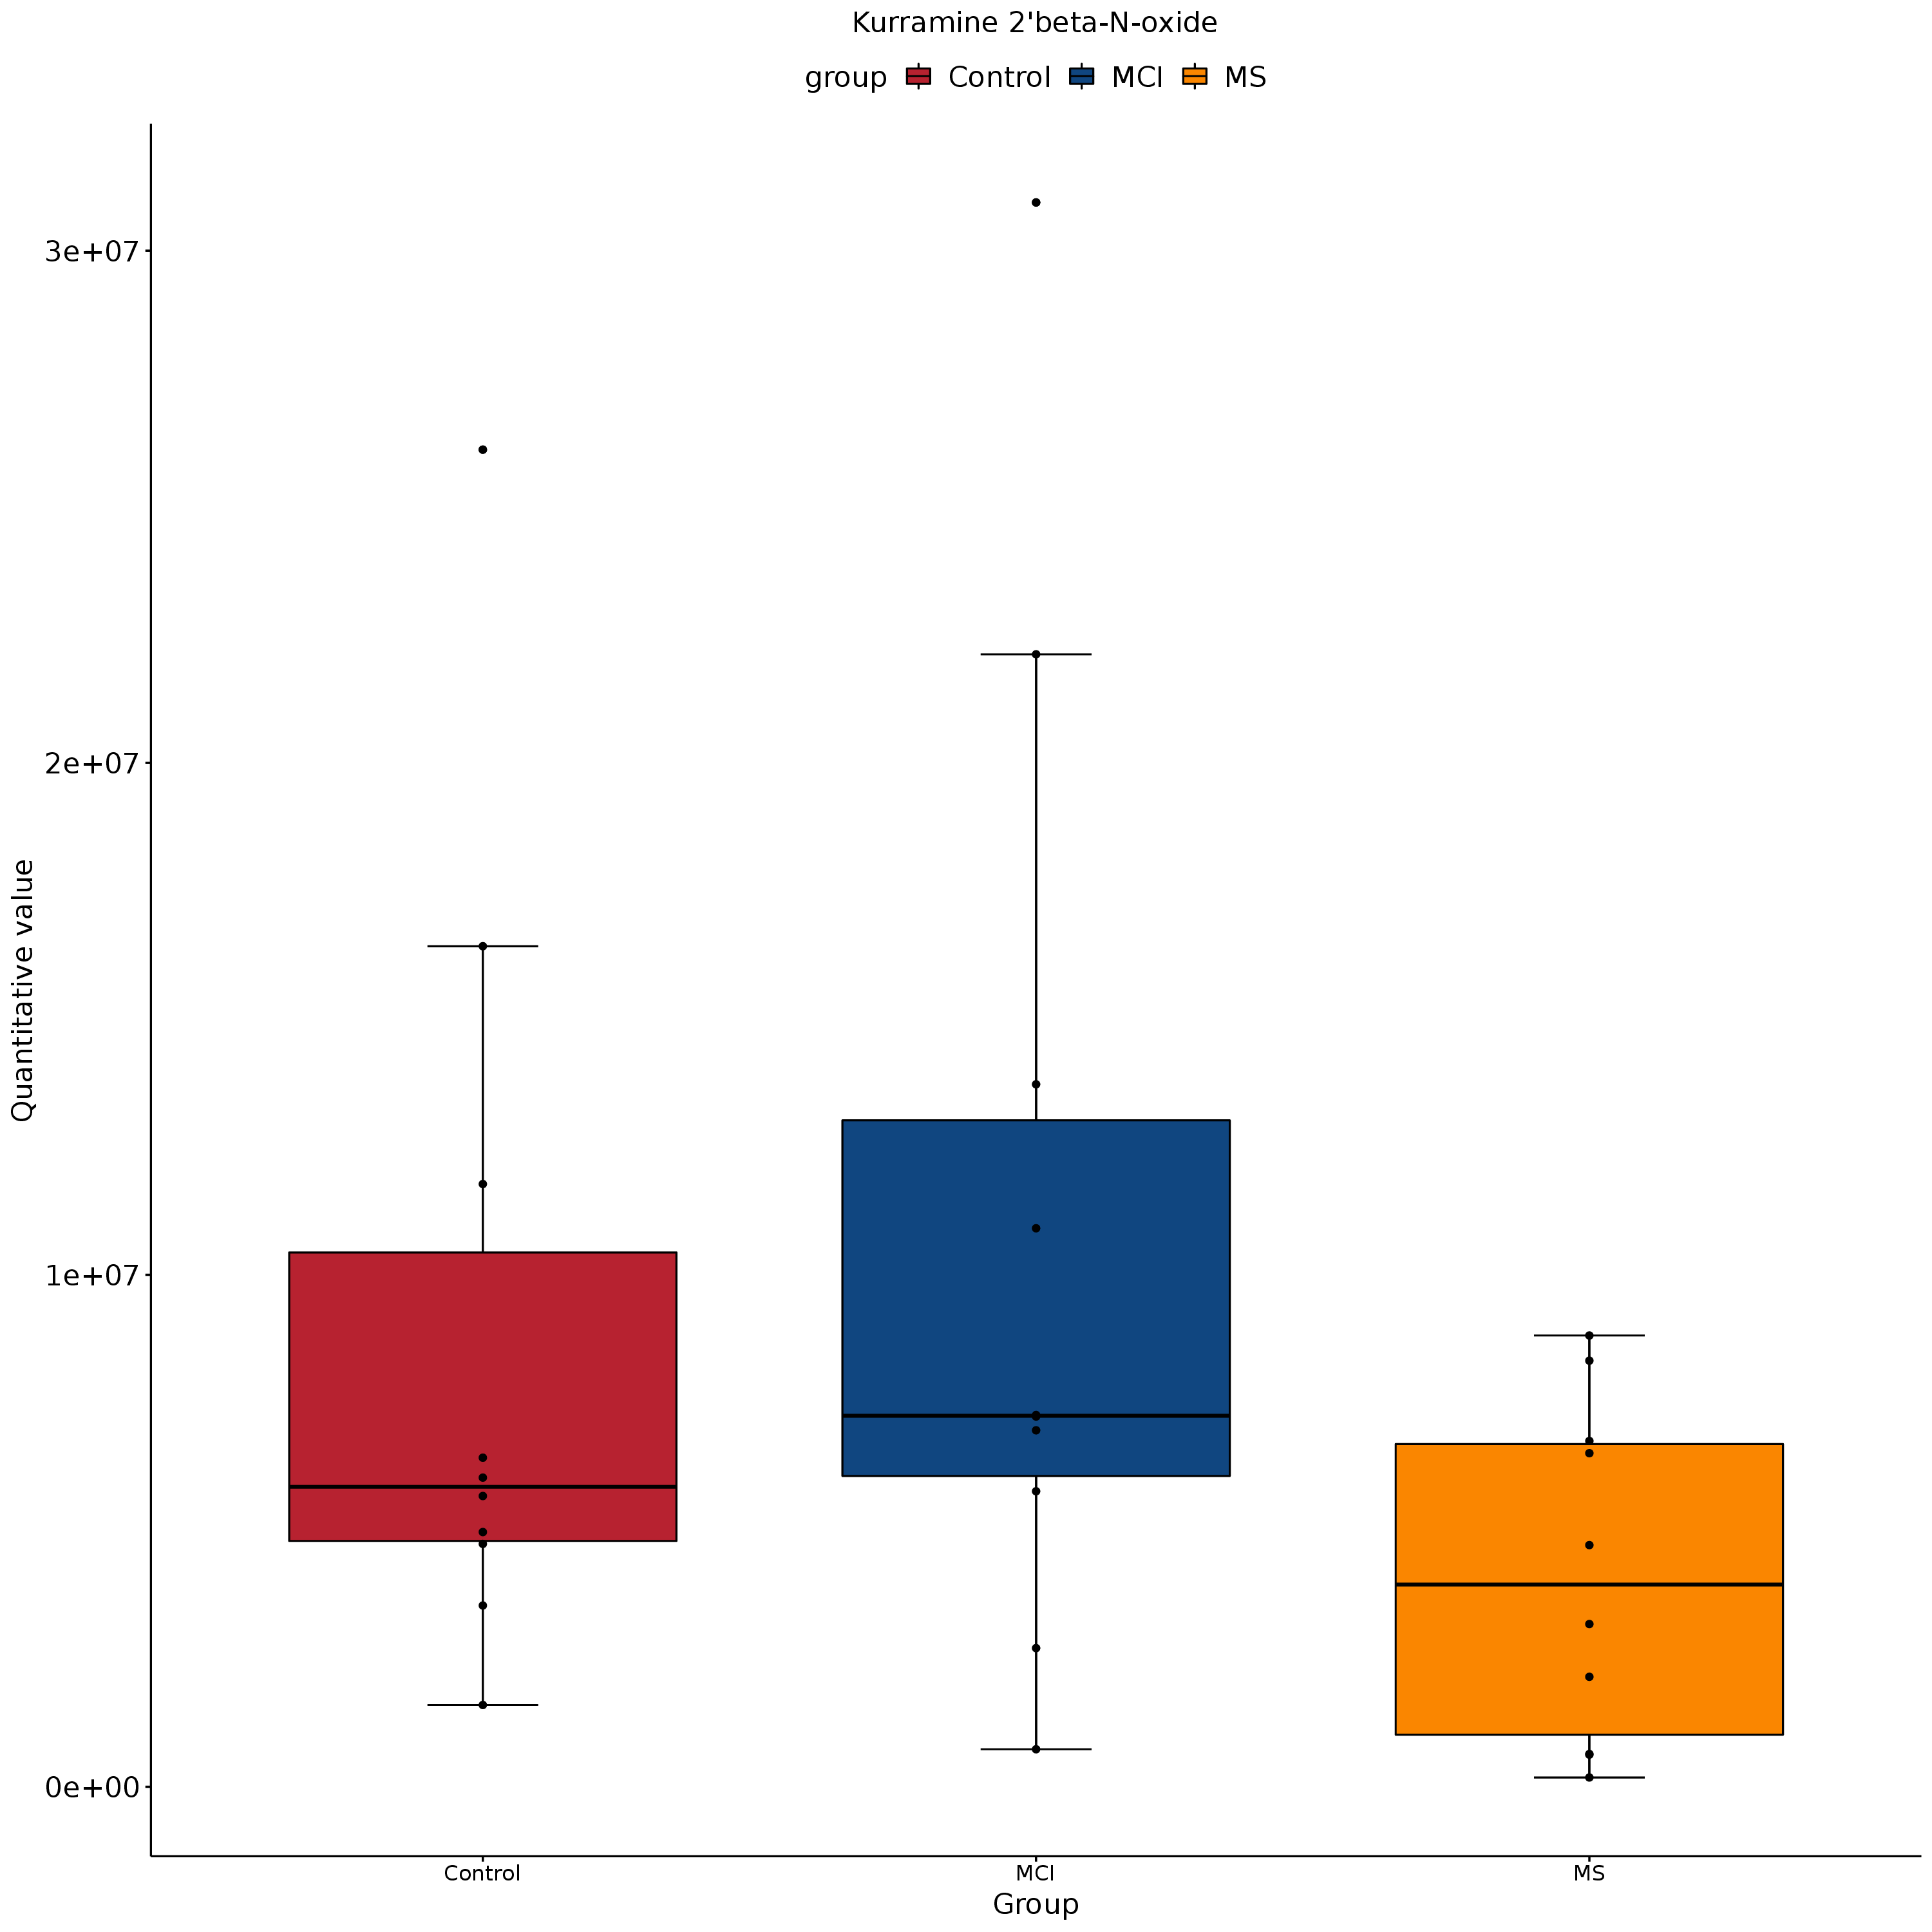 Kurramine 2'beta-N-oxide
group Control MCI MS
3e+07
2e+07
1e+07
0e+00
Quantitative value
Control MCI MS
Group